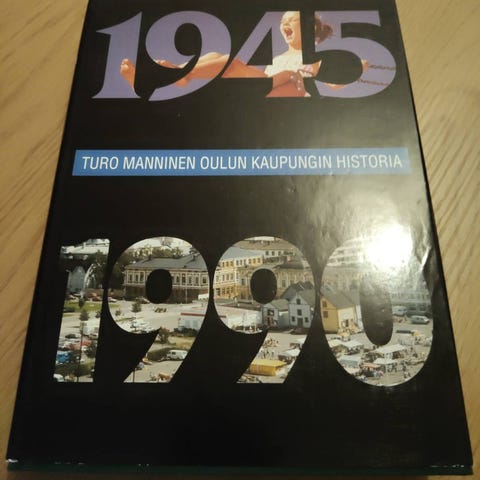 1945
TURO MANNINEN OULUN KAUPUNGIN HISTORIA
1990